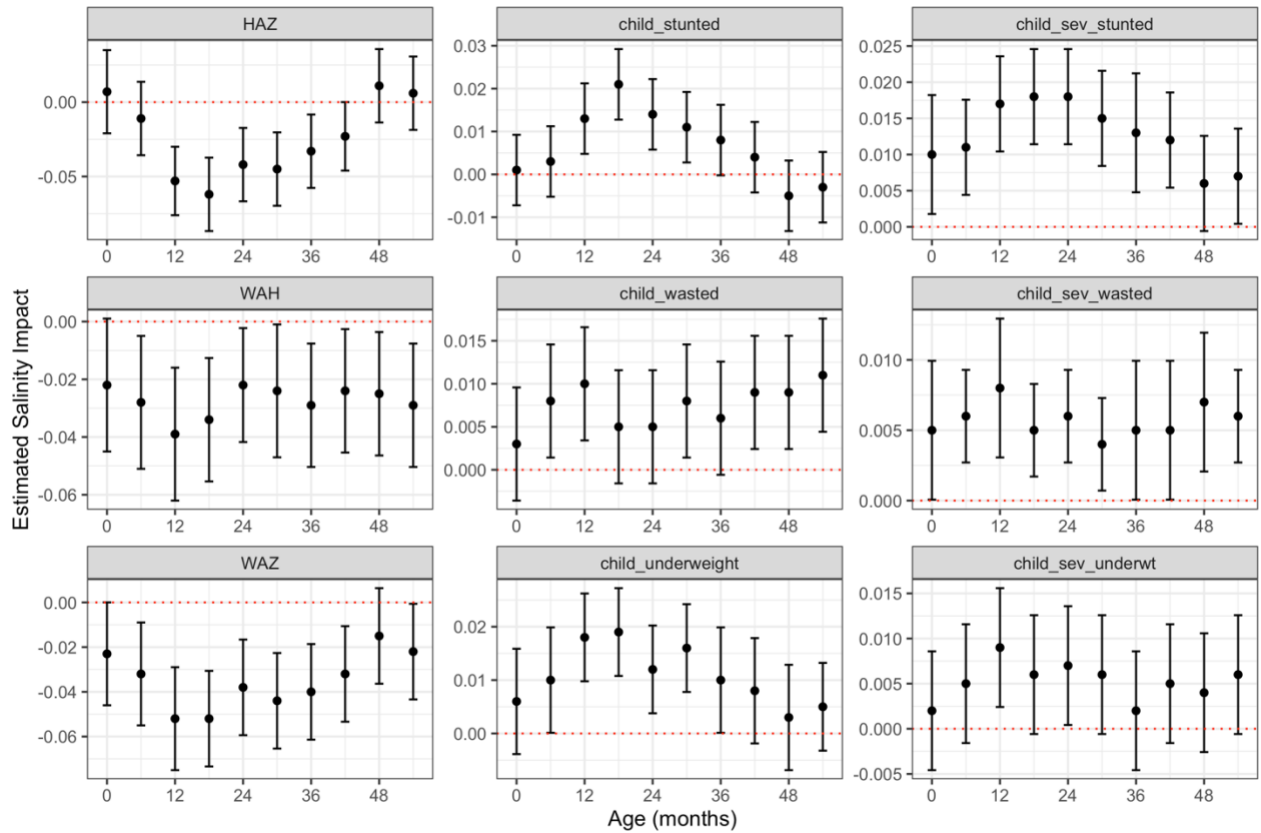 HAZ
child_stunted
child_sev_stunted
0.00
-0.05
0 12 24 36 48
0.03
0.02
0.01
0.00
-0.01
0 12 24 36 48
0.025
0.020
0.015
0.010
0.005
0.000
0 12 24 36 48
WAH
child_wasted
child_sev_wasted
0.00
-0.02
-0.04
-0.06
0 12 24 36 48
0.015
0.010
0.005
0.000
0 12 24 36 48
0.010
0.005
0.000
0 12 24 36 48
WAZ
child_underweight
child_sev_underwt
0.00
-0.02
-0.04
-0.06
0 12 24 36 48
0.02
0.01
0.00
0 12 24 36 48
0.015
0.010
0.005
0.000
-0.005
0 12 24 36 48
Estimated Salinity Impact
Age (months)